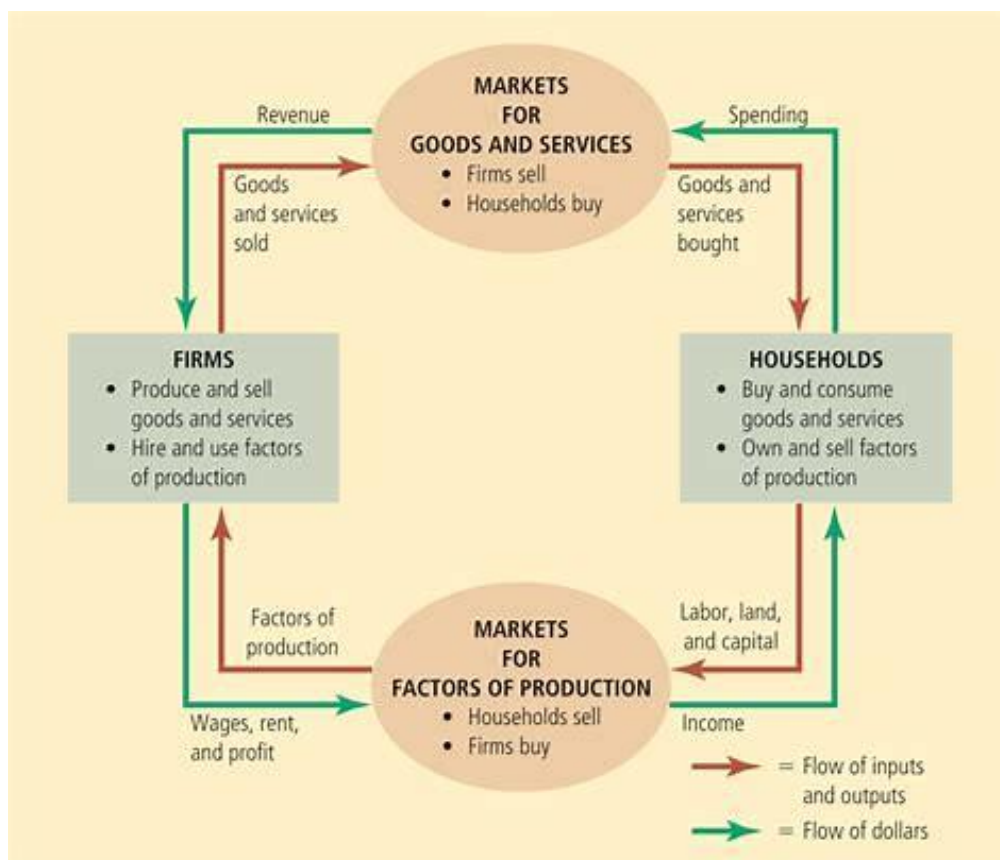 MARKETS
FOR
GOODS AND SERVICES
• Firms sell
• Households buy
Revenue
Spending
Goods
and services
sold
Goods and
services
bought
FIRMS
• Produce and sell
goods and services
• Hire and use factors
of production
HOUSEHOLDS
• Buy and consume
goods and services
• Own and sell factors
of production
Factors of
production
Labor, land,
and capital
MARKETS
FOR
FACTORS OF PRODUCTION
• Households sell
• Firms buy
Wages, rent,
and profit
Income
= Flow of inputs
and outputs
= Flow of dollars